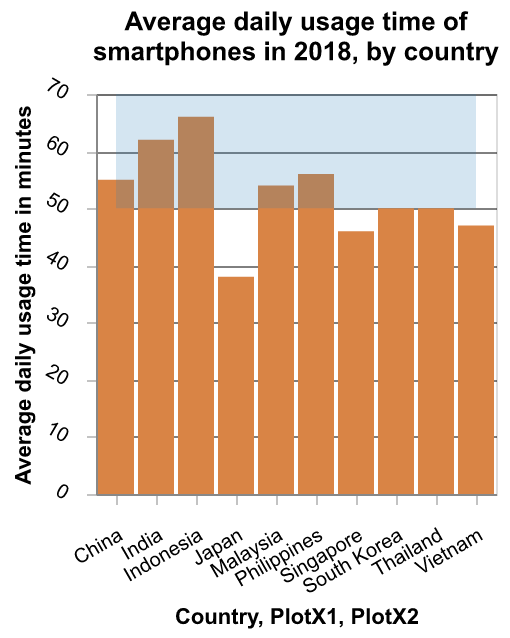 Average daily usage time of
smartphones in 2018, by country
Average daily usage time in minutes
70
60
50
40
30
20
10
0
China
India
Indonesia
Japan
Malaysia
Philippines
Singapore
South Korea
Thailand
Vietnam
Country, PlotX1, PlotX2